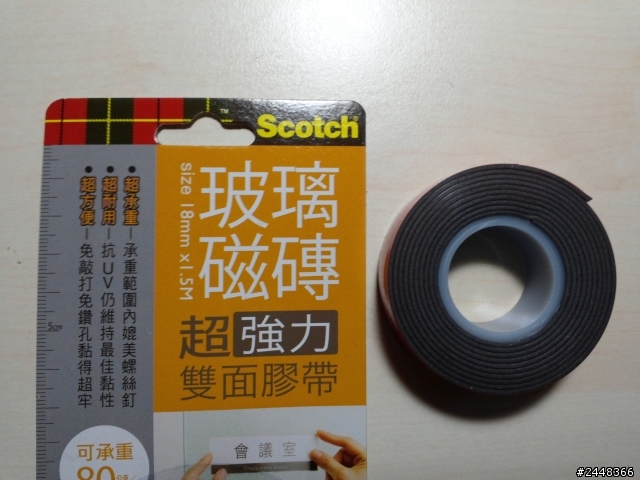 Scotch™
玻璃
磁磚
size 18mm x 1.5M
超強力
雙面膠帶
•超承重—承重範圍內媲美螺絲釘
•超耐用—抗UV仍維持最佳黏性
•超方便—免敲打免鑽孔黏得超牢
5cm
可承重
80
會議室
#2448366